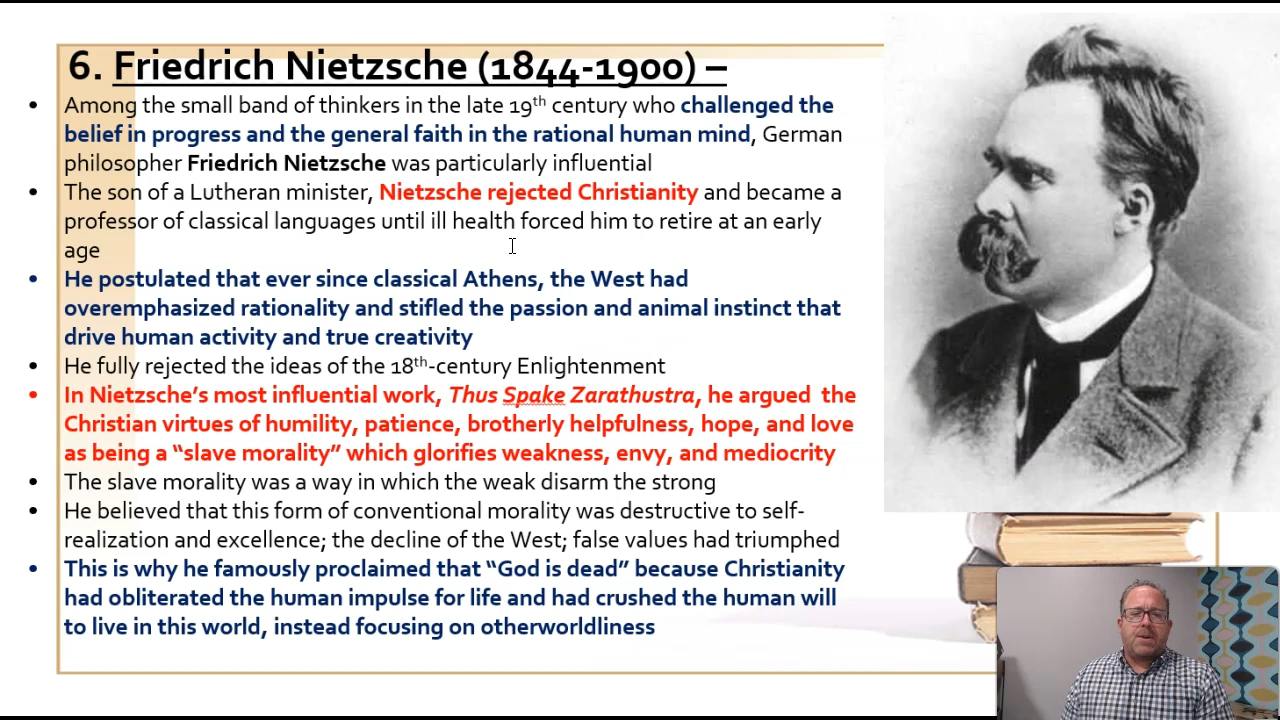 6. Friedrich Nietzsche (1844-1900) –
• Among the small band of thinkers in the late 19th century who challenged the
belief in progress and the general faith in the rational human mind, German
philosopher Friedrich Nietzsche was particularly influential
• The son of a Lutheran minister, Nietzsche rejected Christianity and became a
professor of classical languages until ill health forced him to retire at an early
age
• He postulated that ever since classical Athens, the West had
overemphasized rationality and stifled the passion and animal instinct that
drive human activity and true creativity
• He fully rejected the ideas of the 18th-century Enlightenment
• In Nietzsche’s most influential work, Thus Spake Zarathustra, he argued the
Christian virtues of humility, patience, brotherly helpfulness, hope, and love
as being a “slave morality” which glorifies weakness, envy, and mediocrity
• The slave morality was a way in which the weak disarm the strong
• He believed that this form of conventional morality was destructive to self-
realization and excellence; the decline of the West; false values had triumphed
• This is why he famously proclaimed that “God is dead” because Christianity
had obliterated the human impulse for life and had crushed the human will
to live in this world, instead focusing on otherworldliness